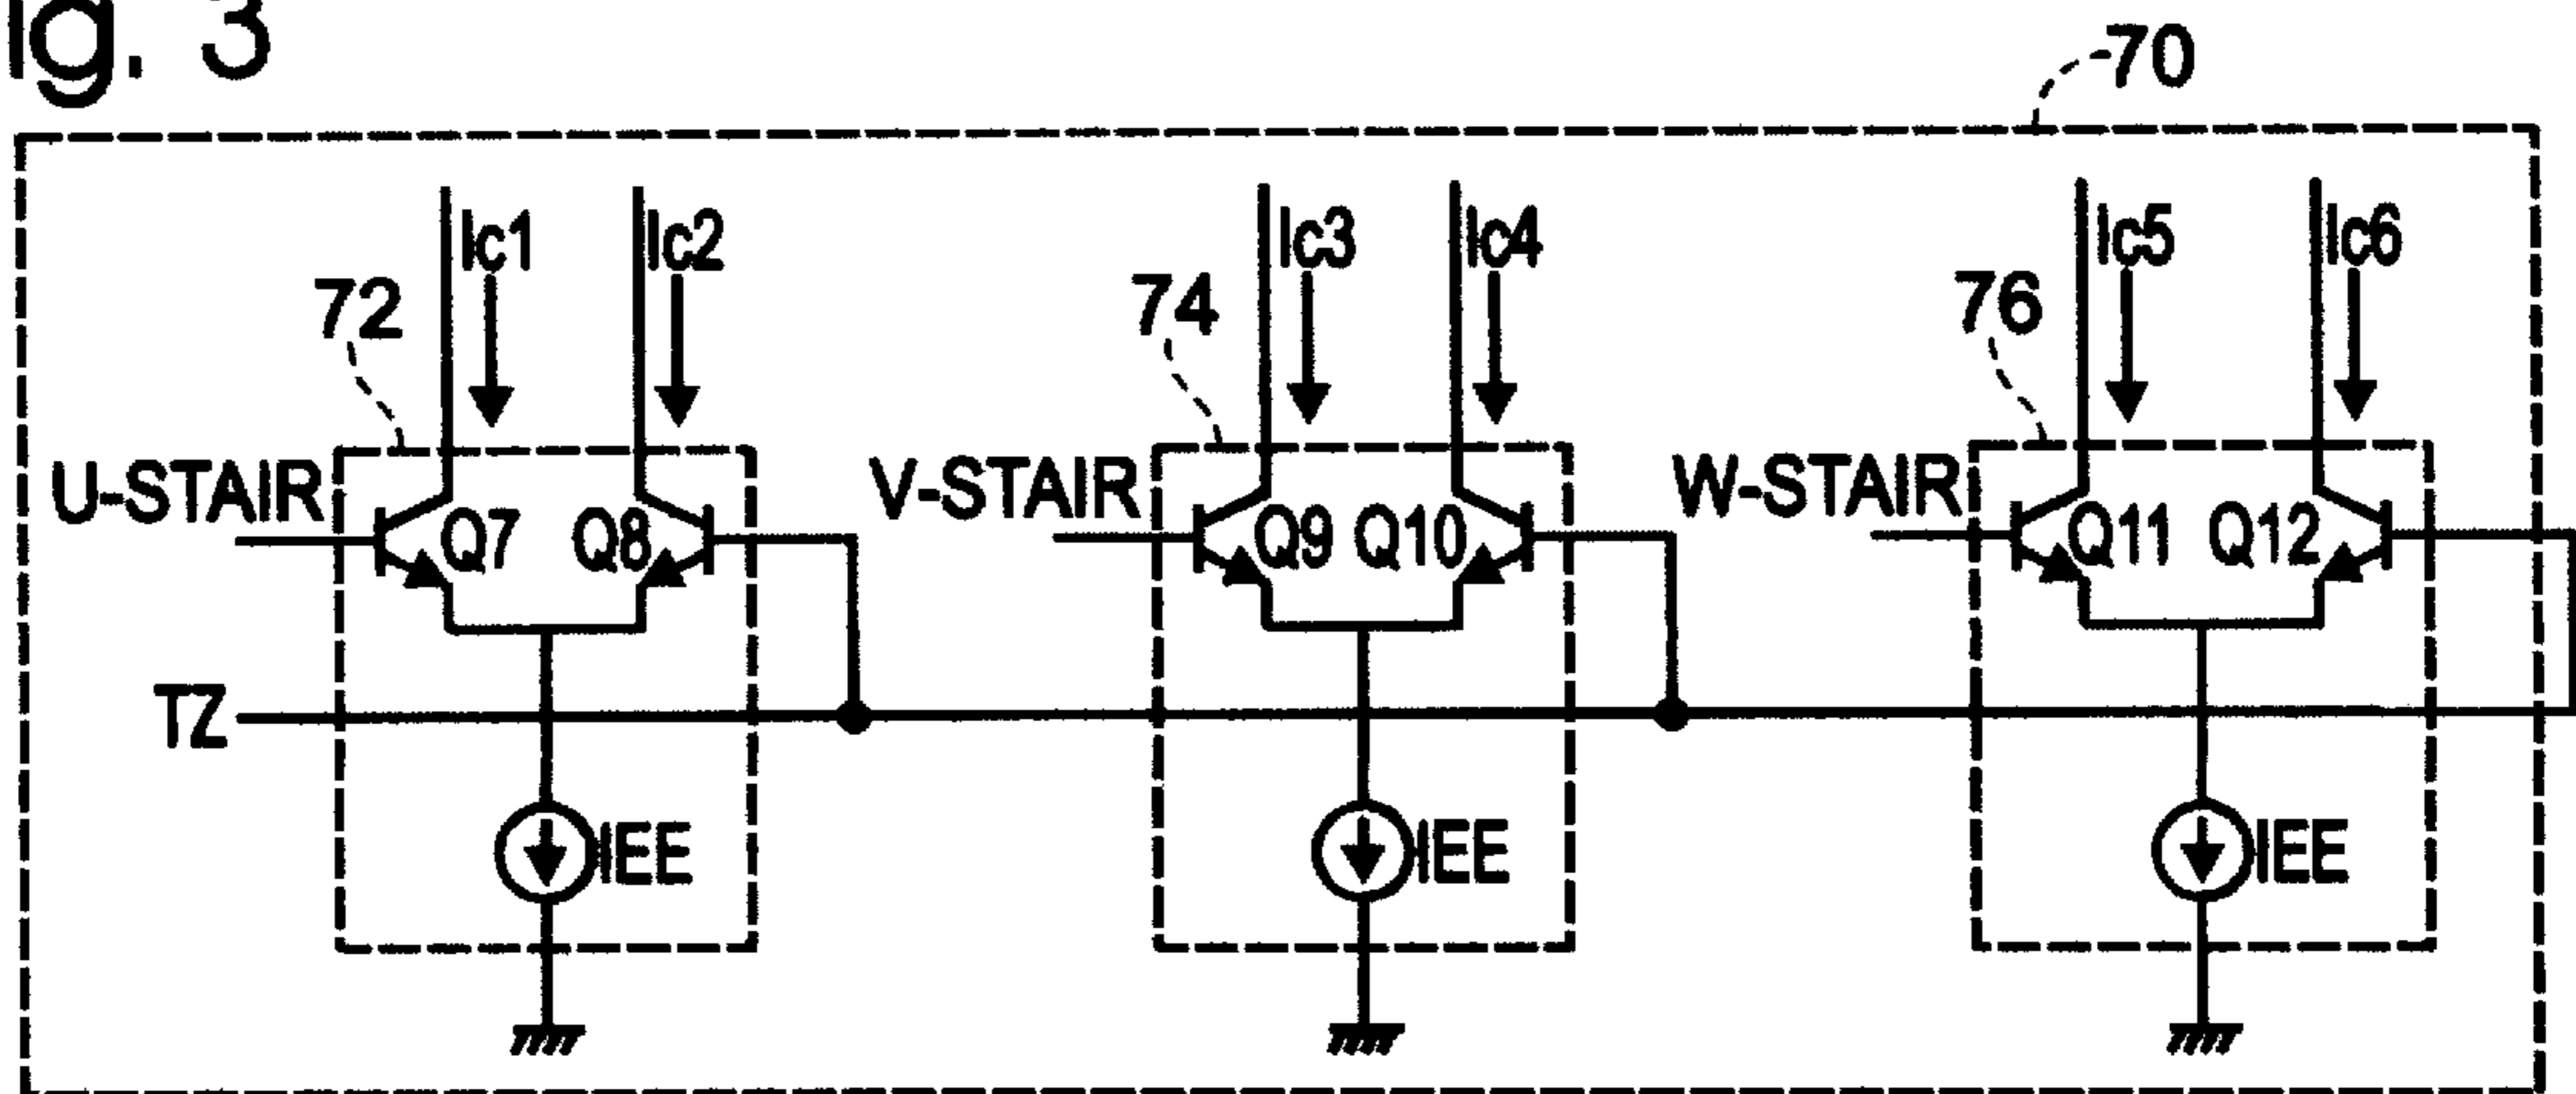 ig. 3
70
Ic1 Ic2 Ic3 Ic4 Ic5 Ic6
72 74 76
U-STAIR Q7 Q8 V-STAIR Q9 Q10 W-STAIR Q11 Q12
TZ
IEE IEE IEE